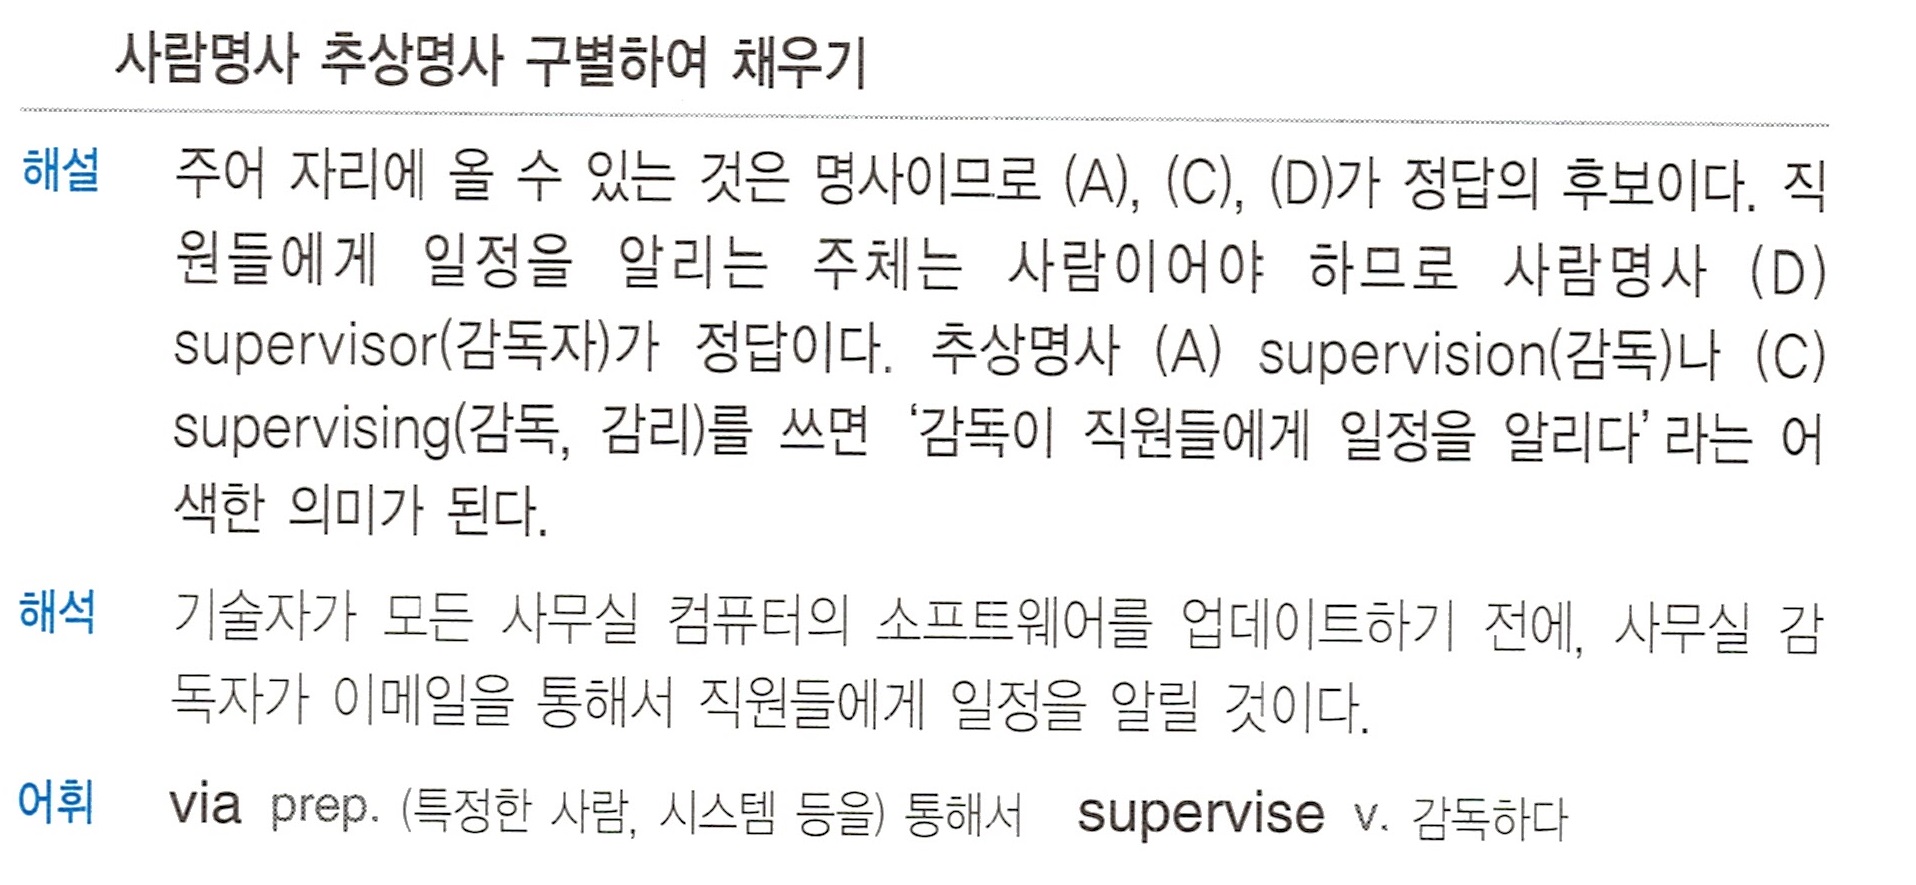 사람명사 추상명사 구별하여 채우기
해설 주어 자리에 올 수 있는 것은 명사이므로 (A), (C), (D)가 정답의 후보이다. 직
원들에게 일정을 알리는 주체는 사람이어야 하므로 사람명사 (D)
supervisor(감독자)가 정답이다. 추상명사 (A) supervision(감독)나 (C)
supervising(감독, 감리)를 쓰면 ‘감독이 직원들에게 일정을 알리다’라는 어
색한 의미가 된다.
해석 기술자가 모든 사무실 컴퓨터의 소프트웨어를 업데이트하기 전에, 사무실 감
독자가 이메일을 통해서 직원들에게 일정을 알릴 것이다.
어휘 via prep. (특정한 사람, 시스템 등을) 통해서 supervise v. 감독하다